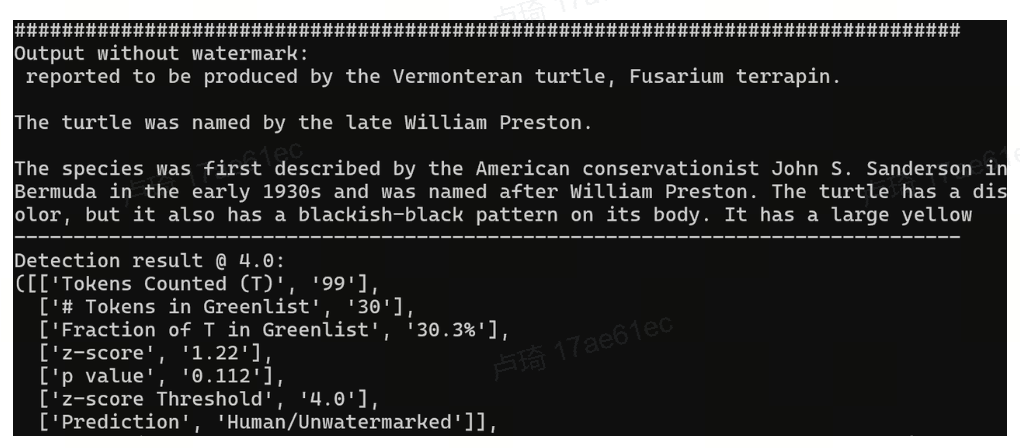 ################################################################################
Output without watermark:
 reported to be produced by the Vermonteran turtle, Fusarium terrapin.

The turtle was named by the late William Preston.

The species was first described by the American conservationist John S. Sanderson in
Bermuda in the early 1930s and was named after William Preston. The turtle has a dis
olor, but it also has a blackish-black pattern on its body. It has a large yellow
--------------------------------------------------------------------------------
Detection result @ 4.0:
([['Tokens Counted (T)', '99'],
  ['# Tokens in Greenlist', '30'],
  ['Fraction of T in Greenlist', '30.3%'],
  ['z-score', '1.22'],
  ['p value', '0.112'],
  ['z-score Threshold', '4.0'],
  ['Prediction', 'Human/Unwatermarked']],
卢琦 17ae61ec